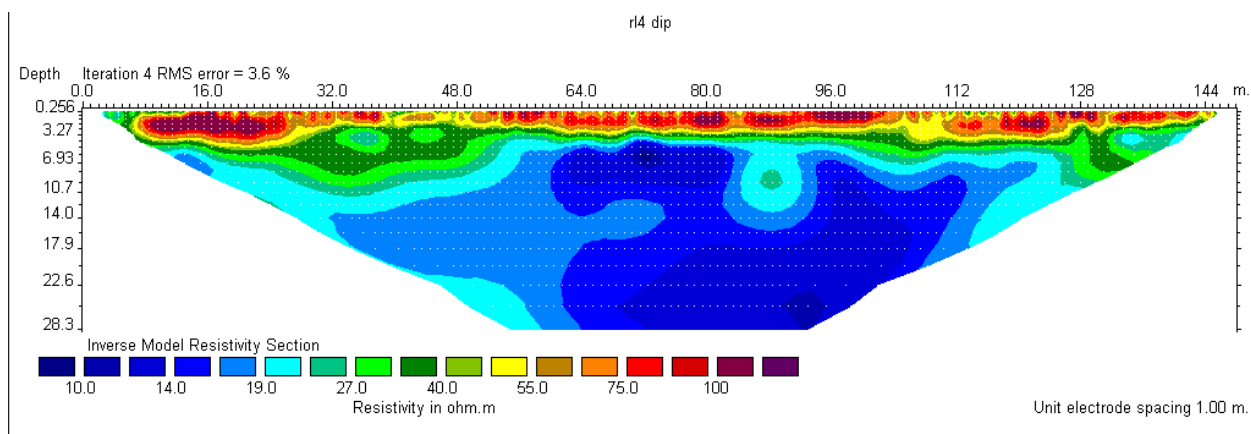 rl4 dip
Depth Iteration 4 RMS error = 3.6 %
0.0 16.0 32.0 48.0 64.0 80.0 96.0 112 128 144 m.
0.256
3.27
6.93
10.7
14.0
17.9
22.6
28.3
Inverse Model Resistivity Section
10.0 14.0 19.0 27.0 40.0 55.0 75.0 100
Resistivity in ohm.m Unit electrode spacing 1.00 m.